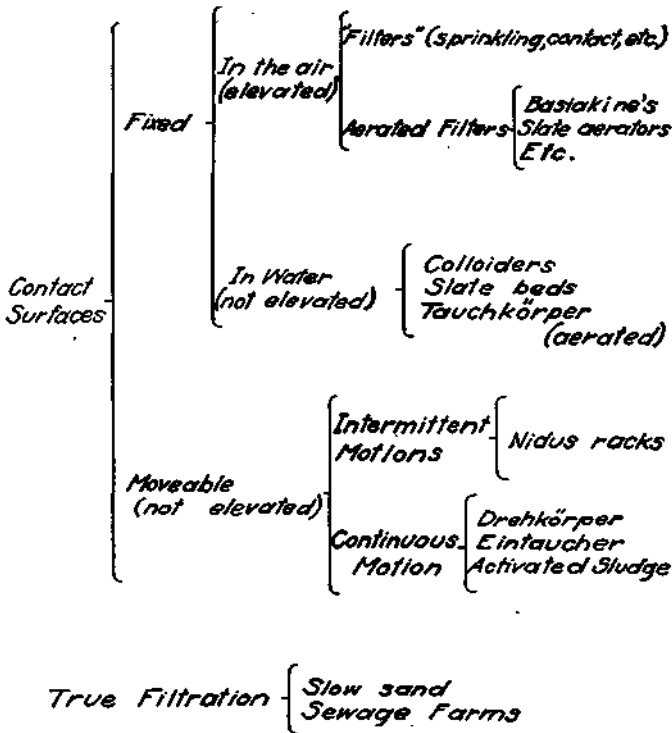 "Filters" (sprinkling, contact, etc.)
In the air
(elevated)
Fixed
Aerated Filters
Basiakine's
Slate aerators
Etc.
In Water
(not elevated)
Colloiders
Slate beds
Tauchkörper
(aerated)
Contact
Surfaces
Moveable
(not elevated)
Intermittent
Motions
Nidus racks
Continuous
Motion
Drehkörper
Eintaucher
Activated Sludge
True Filtration
Slow sand
Sewage Farms